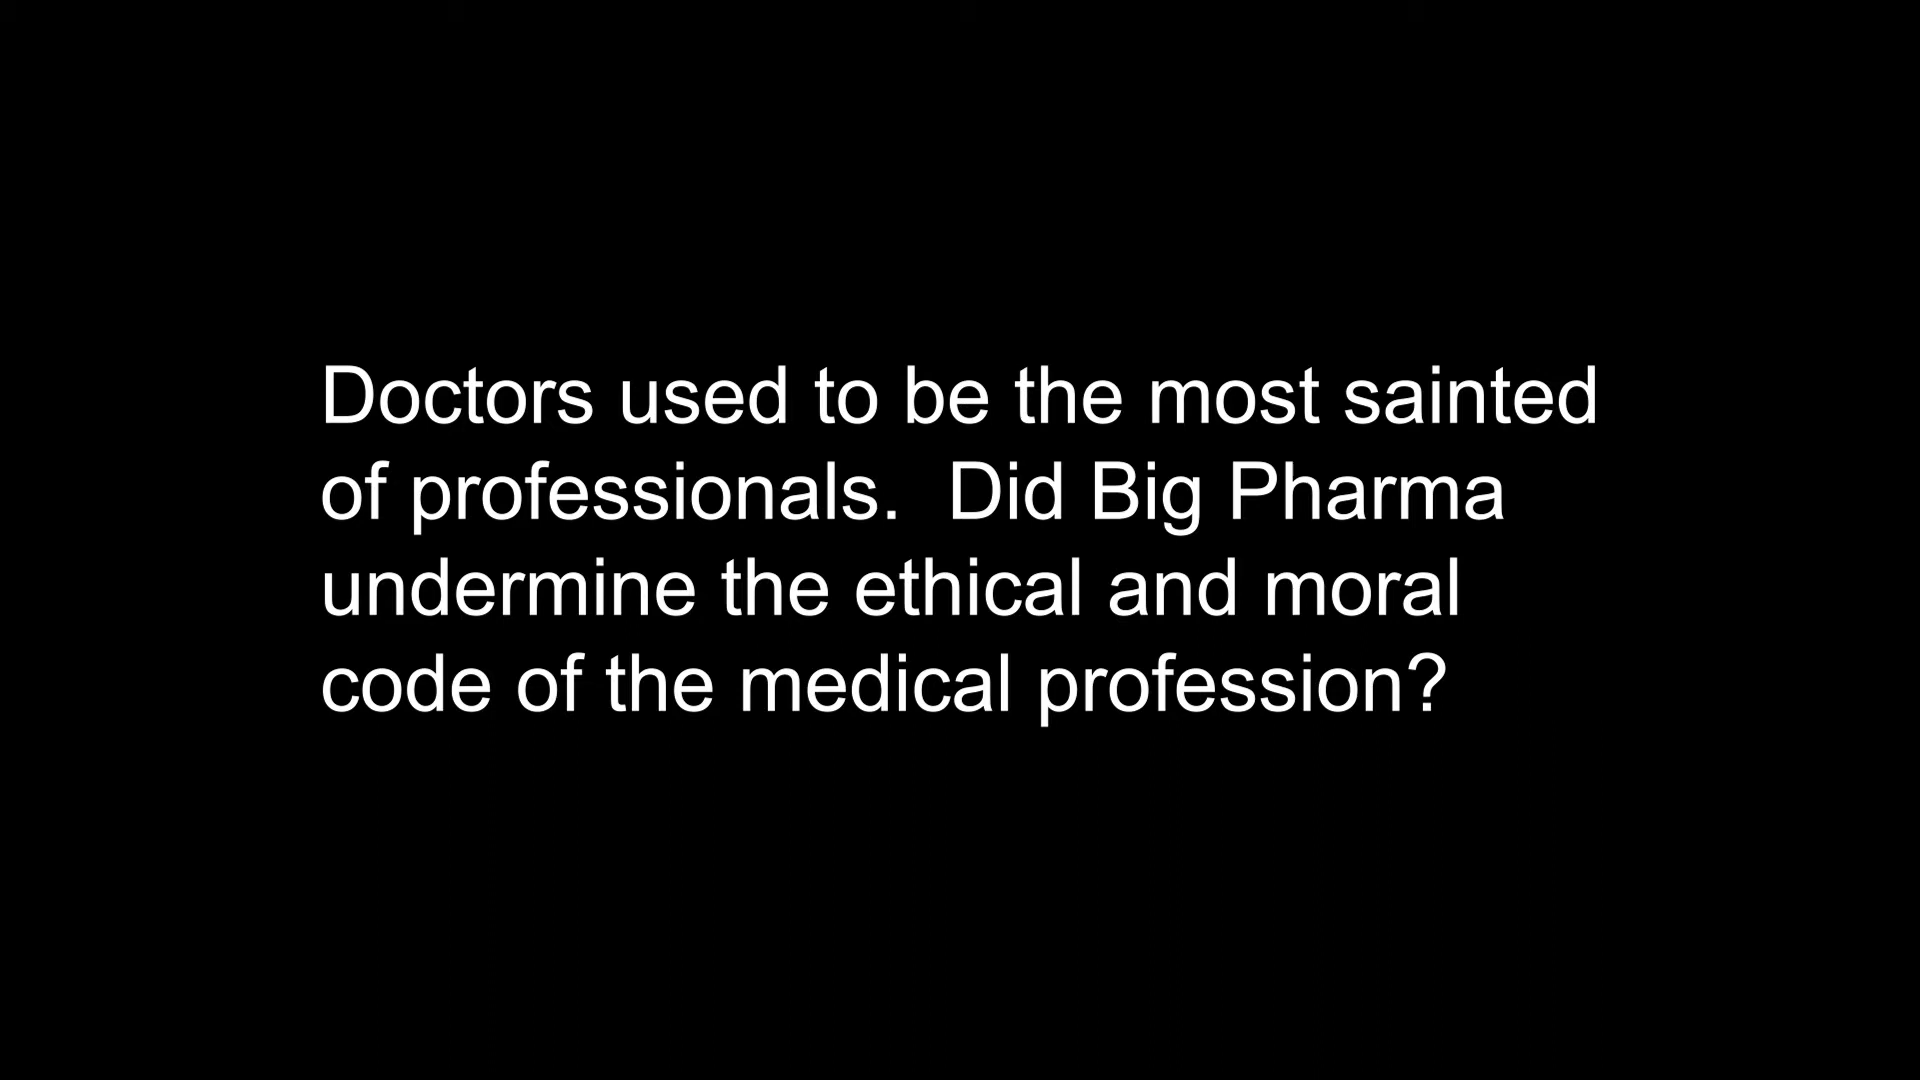 Doctors used to be the most sainted
of professionals.  Did Big Pharma
undermine the ethical and moral
code of the medical profession?